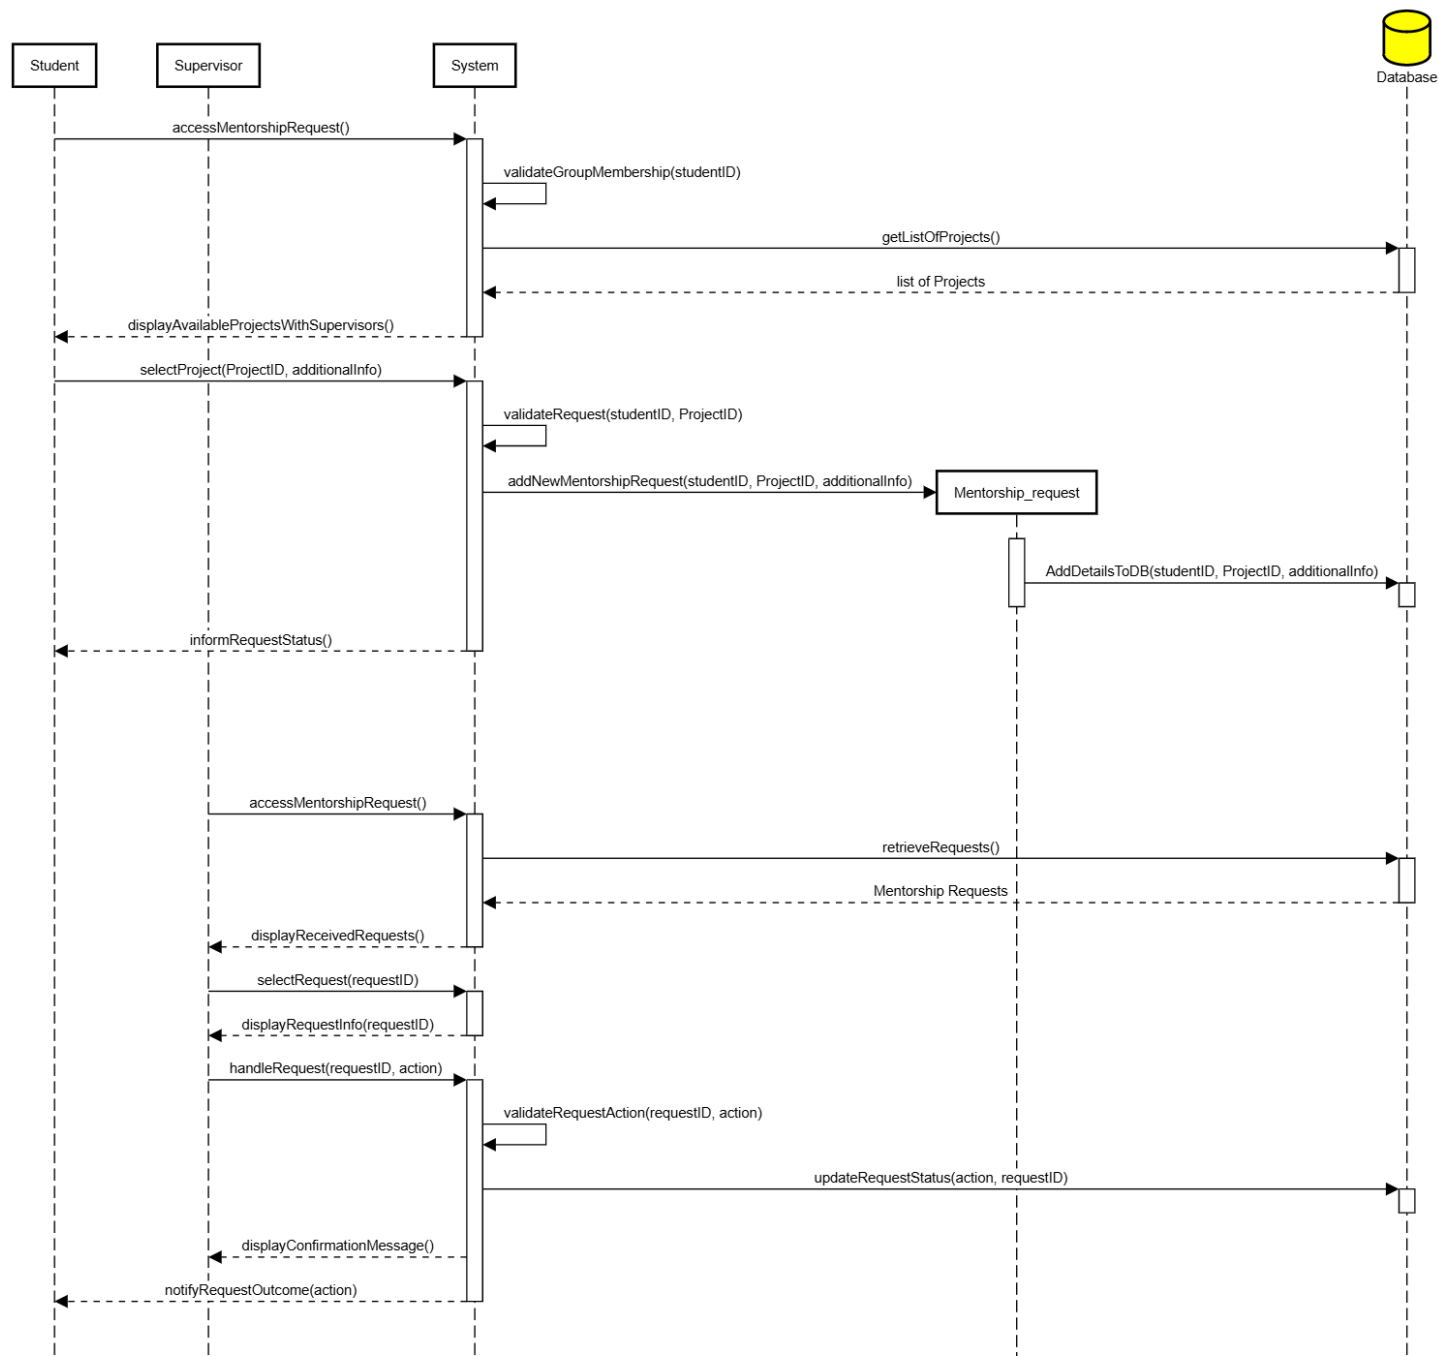 Student
Supervisor
System
Database
accessMentorshipRequest()
validateGroupMembership(studentID)
getListOfProjects()
list of Projects
displayAvailableProjectsWithSupervisors()
selectProject(ProjectID, additionalInfo)
validateRequest(studentID, ProjectID)
addNewMentorshipRequest(studentID, ProjectID, additionalInfo)
Mentorship_request
AddDetailsToDB(studentID, ProjectID, additionalInfo)
informRequestStatus()
accessMentorshipRequest()
retrieveRequests()
Mentorship Requests
displayReceivedRequests()
selectRequest(requestID)
displayRequestInfo(requestID)
handleRequest(requestID, action)
validateRequestAction(requestID, action)
updateRequestStatus(action, requestID)
displayConfirmationMessage()
notifyRequestOutcome(action)